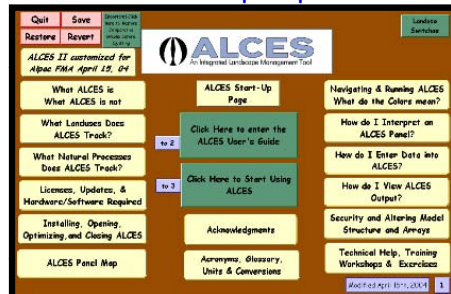 Quit Save
Restore Revert
Landuse
Switches
ALCES II customized for
Alpac FMA April 15, 04
ALCES
An Integrated Landscape Management Tool
What ALCES is
What ALCES is not
ALCES Start-Up
Page
Navigating & Running ALCES
What do the Colors mean?
What Landuses Does
ALCES Track?
to 2
Click Here to enter the
ALCES User's Guide
How do I Interpret an
ALCES Panel?
What Natural Processes
Does ALCES Track?
How do I Enter Data into
ALCES?
to 3
Click Here to Start Using
ALCES
Licenses, Updates, &
Hardware/Software Required
How do I View ALCES
Output?
Installing, Opening,
Optimizing,and Closing ALCES
Acknowledgments
Security and Altering Model
Structure and Arrays
ALCES Panel Map
Acronyms, Glossary,
Units & Conversions
Technical Help, Training
Workshops & Exercises
Modified April 15th, 2004 1